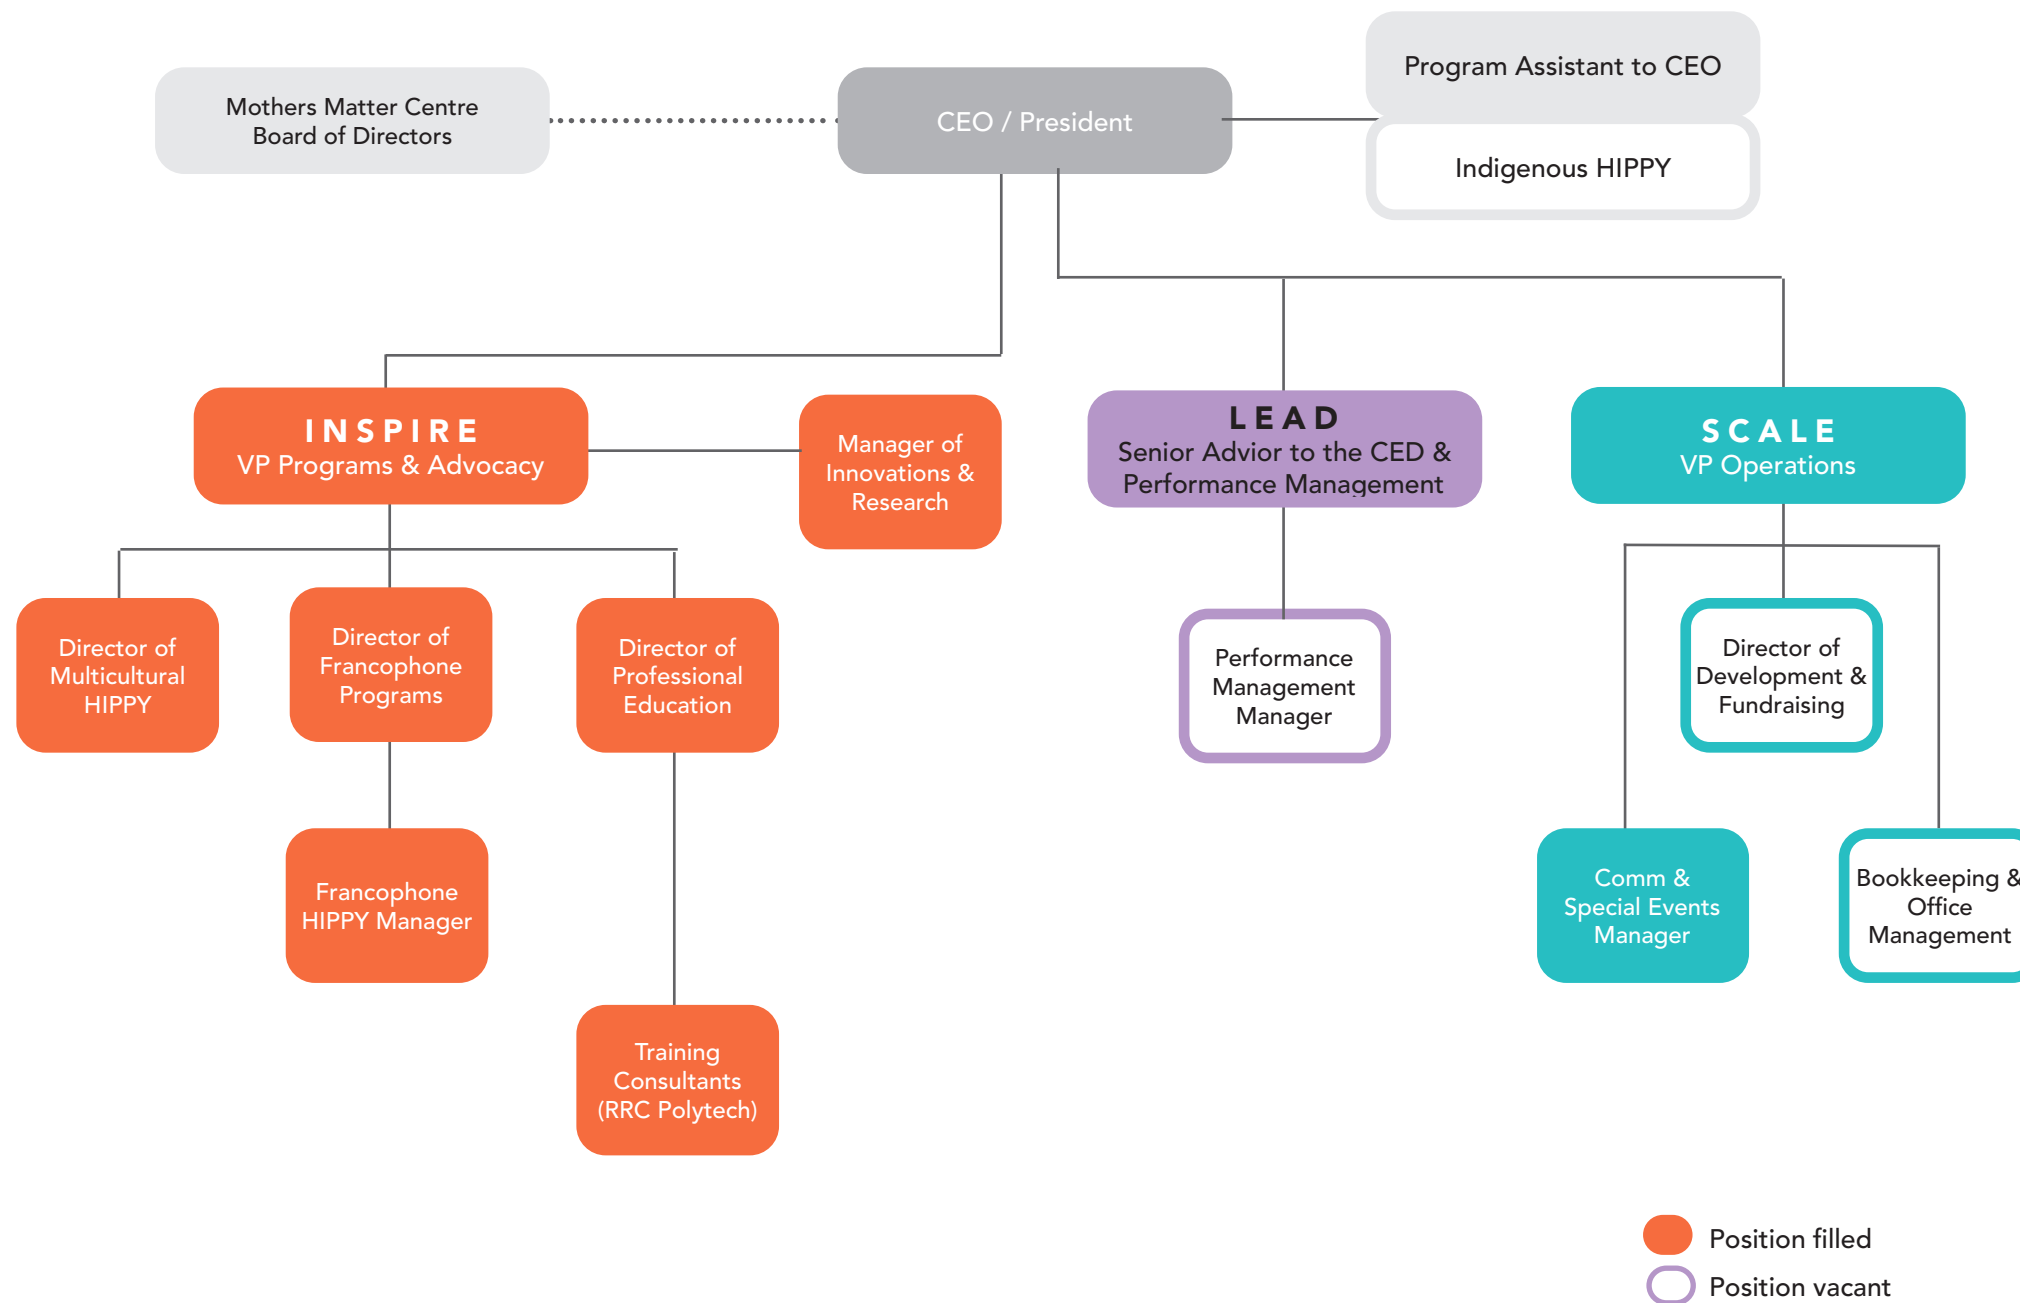 Mothers Matter Centre
Board of Directors
CEO / President
Program Assistant to CEO
Indigenous HIPPY
INSPIRE
VP Programs & Advocacy
Manager of
Innovations &
Research
LEAD
Senior Advior to the CED &
Performance Management
SCALE
VP Operations
Director of
Multicultural
HIPPY
Director of
Francophone
Programs
Director of
Professional
Education
Performance
Management
Manager
Director of
Development &
Fundraising
Francophone
HIPPY Manager
Comm &
Special Events
Manager
Bookkeeping &
Office
Management
Training
Consultants
(RRC Polytech)
Position filled
Position vacant